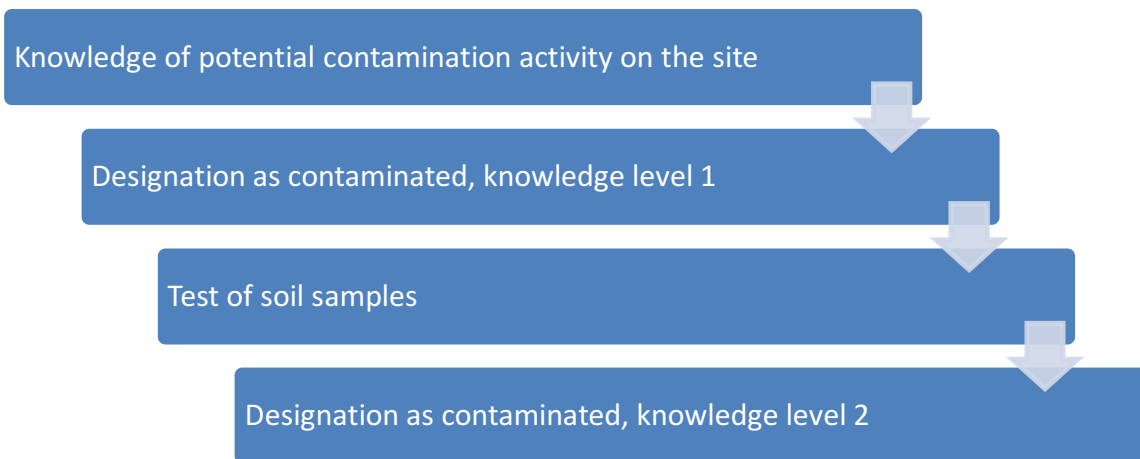 Knowledge of potential contamination activity on the site
Designation as contaminated, knowledge level 1
Test of soil samples
Designation as contaminated, knowledge level 2